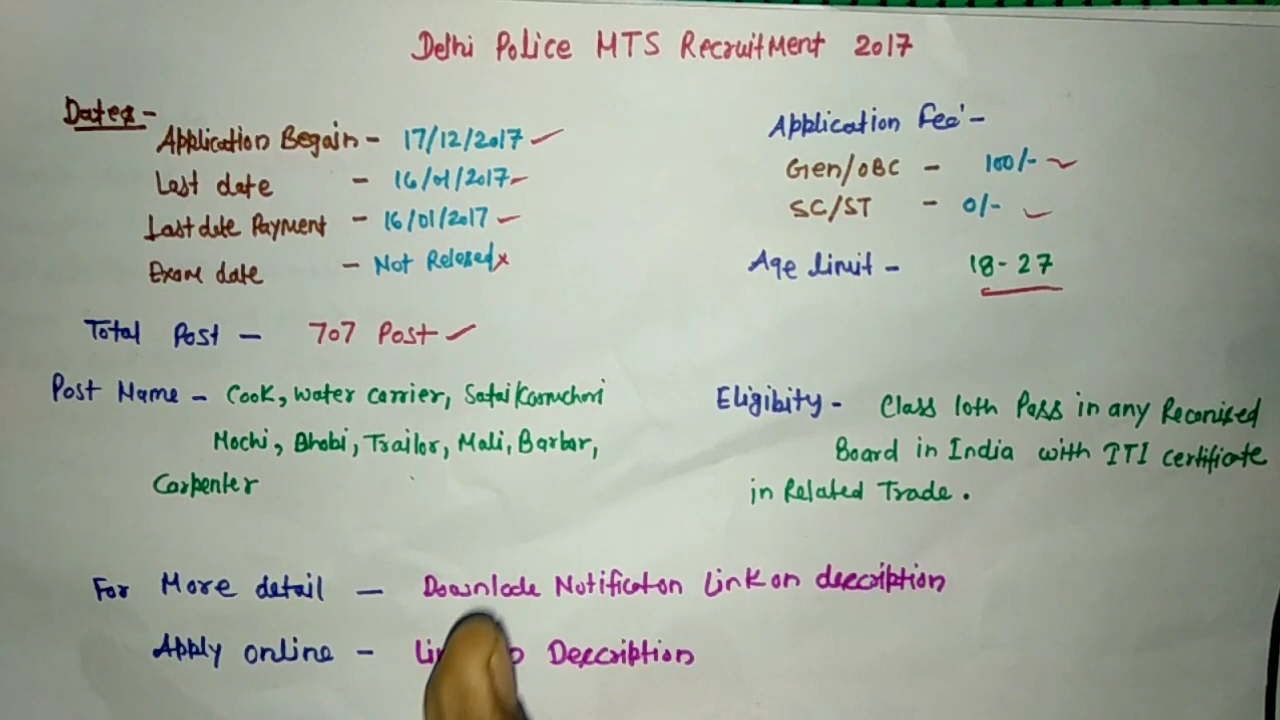 Delhi Police MTS Recruitment 2017
Dates -
Application Begain - 17/12/2017
Last date - 16/01/2017
Last date Payment - 16/01/2017
Exam date - Not Relesed
Application Fee -
Gen/OBC - 100/-
SC/ST - 0/-
Age limit - 18-27
Total Post - 707 Post
Post Name - Cook, water carrier, Safai Karmchari
Mochi, Dhobi, Trailor, Mali, Barbar,
Carpenter
Eligibity - Class 10th Pass in any Reconised
Board in India with ITI certificate
in Related Trade.
For More detail - Downlode Notificaton Link on description
Apply online - Description